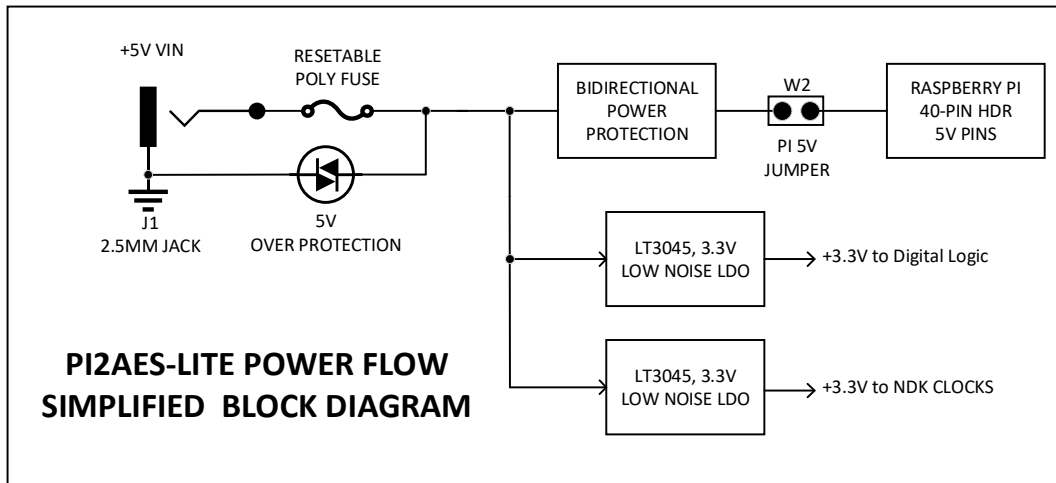 +5V VIN
RESETABLE
POLY FUSE
J1
2.5MM JACK
5V
OVER PROTECTION
BIDIRECTIONAL
POWER
PROTECTION
W2
PI 5V
JUMPER
RASPBERRY PI
40-PIN HDR
5V PINS
LT3045, 3.3V
LOW NOISE LDO
+3.3V to Digital Logic
LT3045, 3.3V
LOW NOISE LDO
+3.3V to NDK CLOCKS
PI2AES-LITE POWER FLOW
SIMPLIFIED BLOCK DIAGRAM